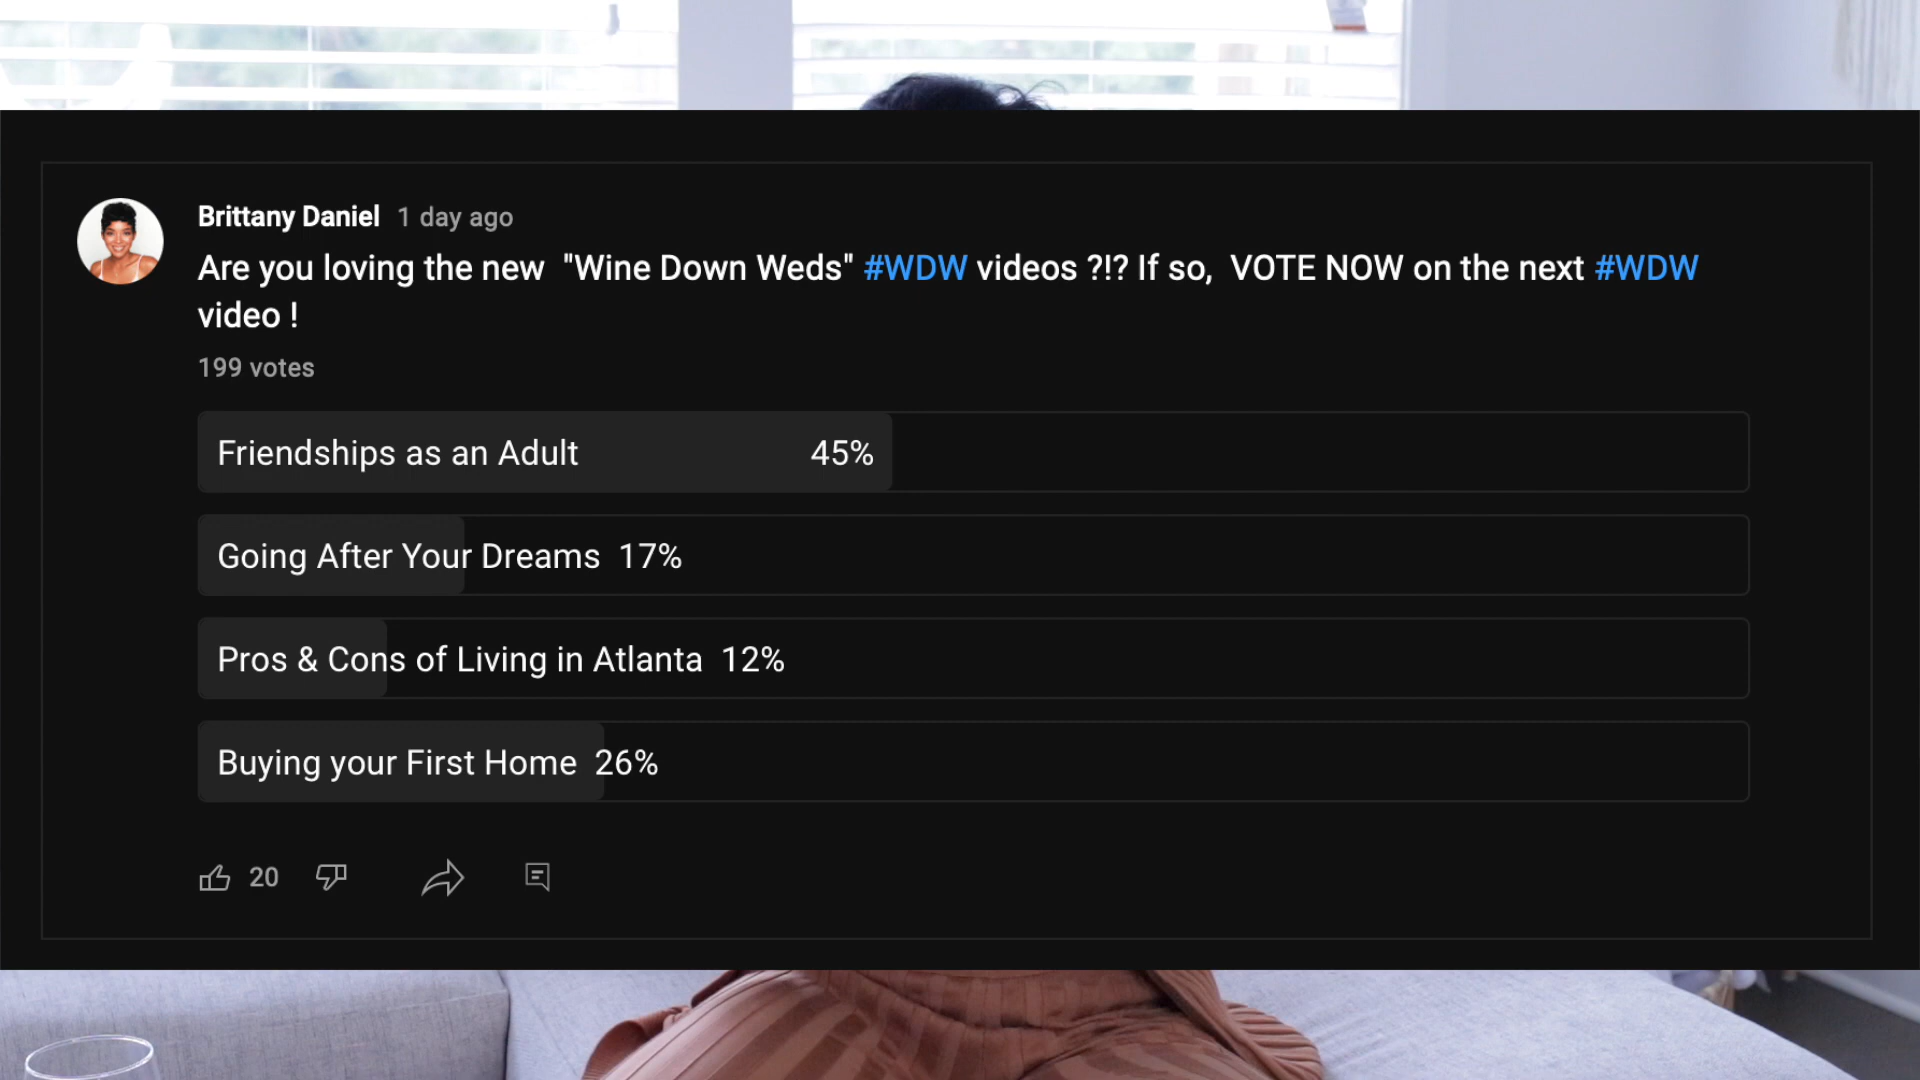 Brittany Daniel 1 day ago
Are you loving the new "Wine Down Weds" #WDW videos ?!? If so, VOTE NOW on the next #WDW
video !
199 votes
Friendships as an Adult 45%
Going After Your Dreams 17%
Pros & Cons of Living in Atlanta 12%
Buying your First Home 26%
20